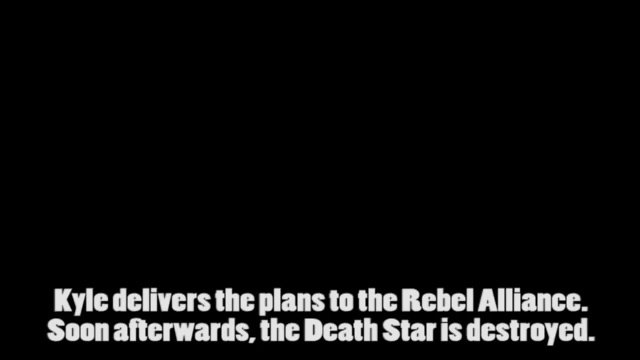 Kyle delivers the plans to the Rebel Alliance.
Soon afterwards, the Death Star is destroyed.